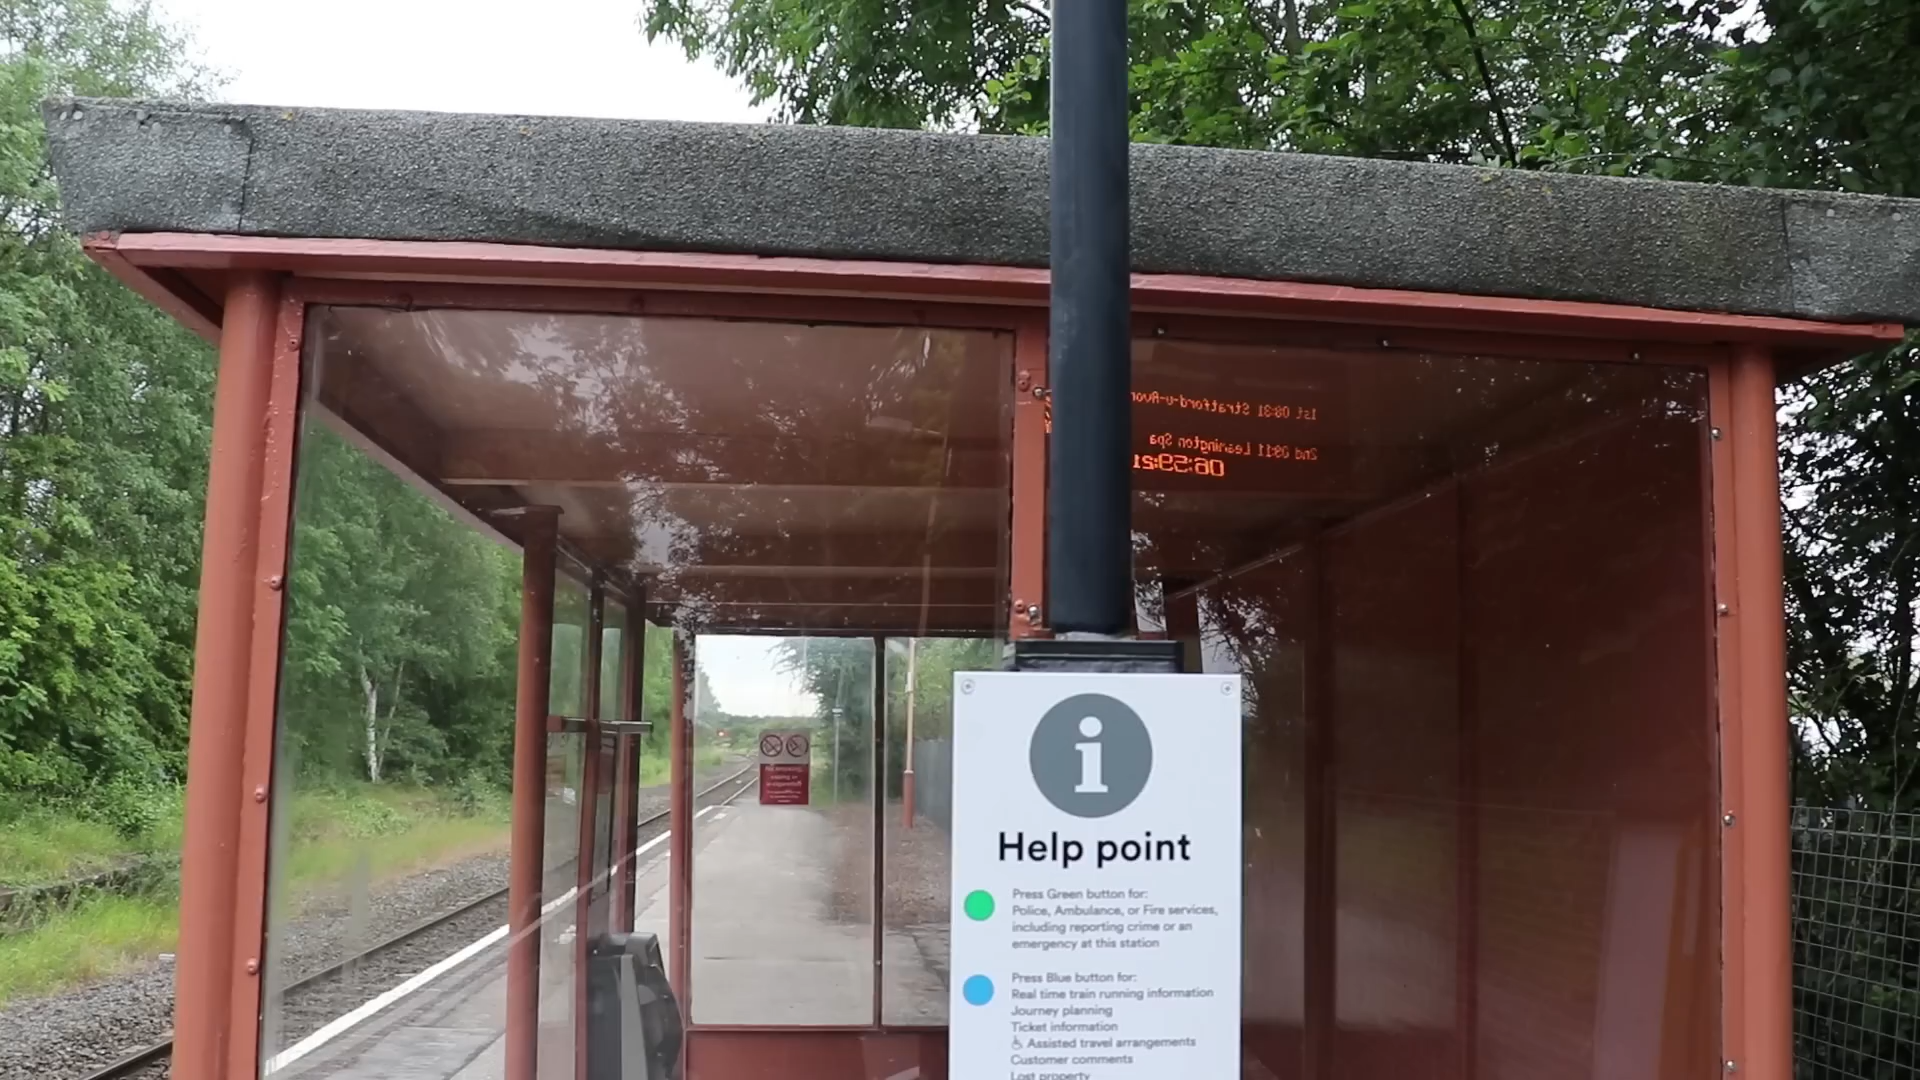 1st 08:31 Stratford-u-Avon
2nd 09:11 Leamington Spa
06:59:21
i
Help point
Press Green button for:
Police, Ambulance, or Fire services,
including reporting crime or an
emergency at this station
Press Blue button for:
Real time train running information
Journey planning
Ticket information
Assisted travel arrangements
Customer comments
Lost property